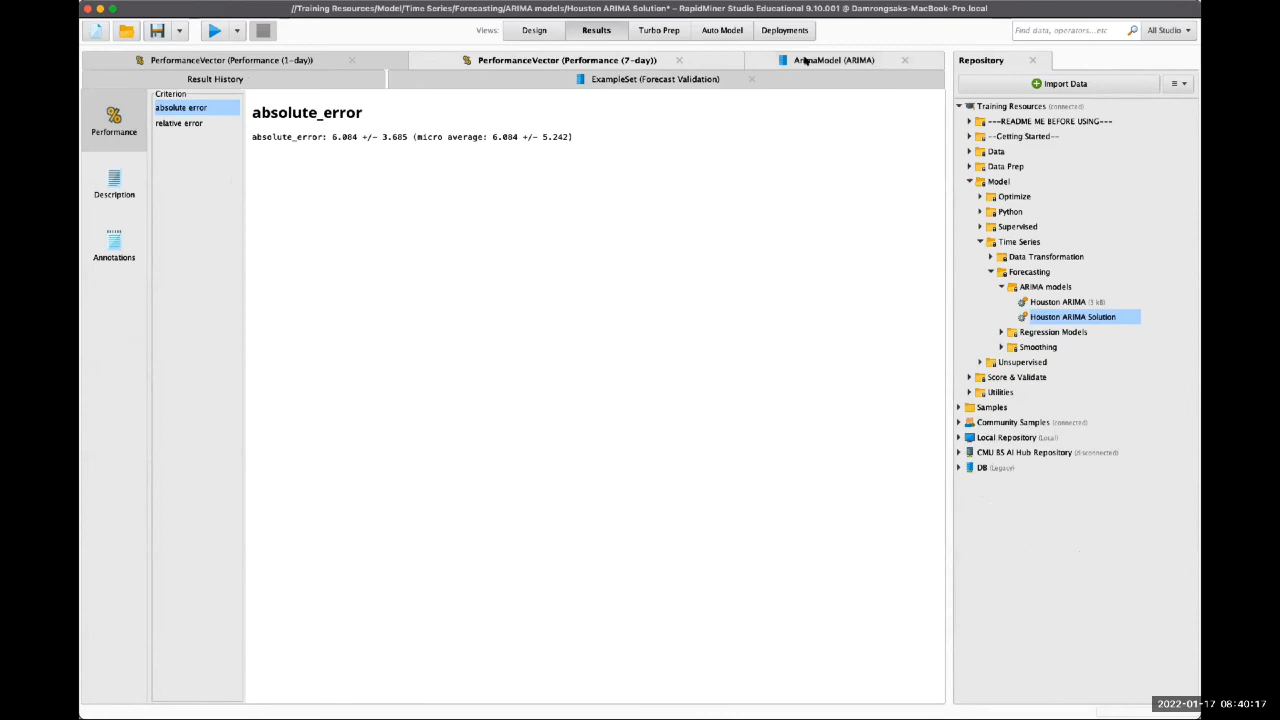 //Training Resources/Model/Time Series/Forecasting/ARIMA models/Houston ARIMA Solution* – RapidMiner Studio Educational 9.10.001 @ Damrongsaks-MacBook-Pro.local
Views: Design Results Turbo Prep Auto Model Deployments Find data, operators...etc All Studio
PerformanceVector (Performance (1-day)) PerformanceVector (Performance (7-day)) ArimaModel (ARIMA) Repository
Result History ExampleSet (Forecast Validation)
Import Data
Criterion
absolute error
relative error
Performance
Description
Annotations
absolute_error
absolute_error: 6.084 +/- 3.685 (micro average: 6.084 +/- 5.242)
Training Resources (connected)
---README ME BEFORE USING---
--Getting Started--
Data
Data Prep
Model
Optimize
Python
Supervised
Time Series
Data Transformation
Forecasting
ARIMA models
Houston ARIMA (3 kB)
Houston ARIMA Solution
Regression Models
Smoothing
Unsupervised
Score & Validate
Utilities
Samples
Community Samples (connected)
Local Repository (Local)
CMU BS AI Hub Repository (disconnected)
DB (Legacy)
2022-01-17 08:40:17